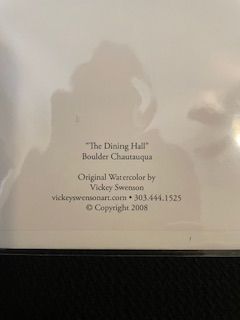 "The Dining Hall"
Boulder Chautauqua
Original Watercolor by
Vickey Swenson
vickeyswensonart.com • 303.444.1525
© Copyright 2008